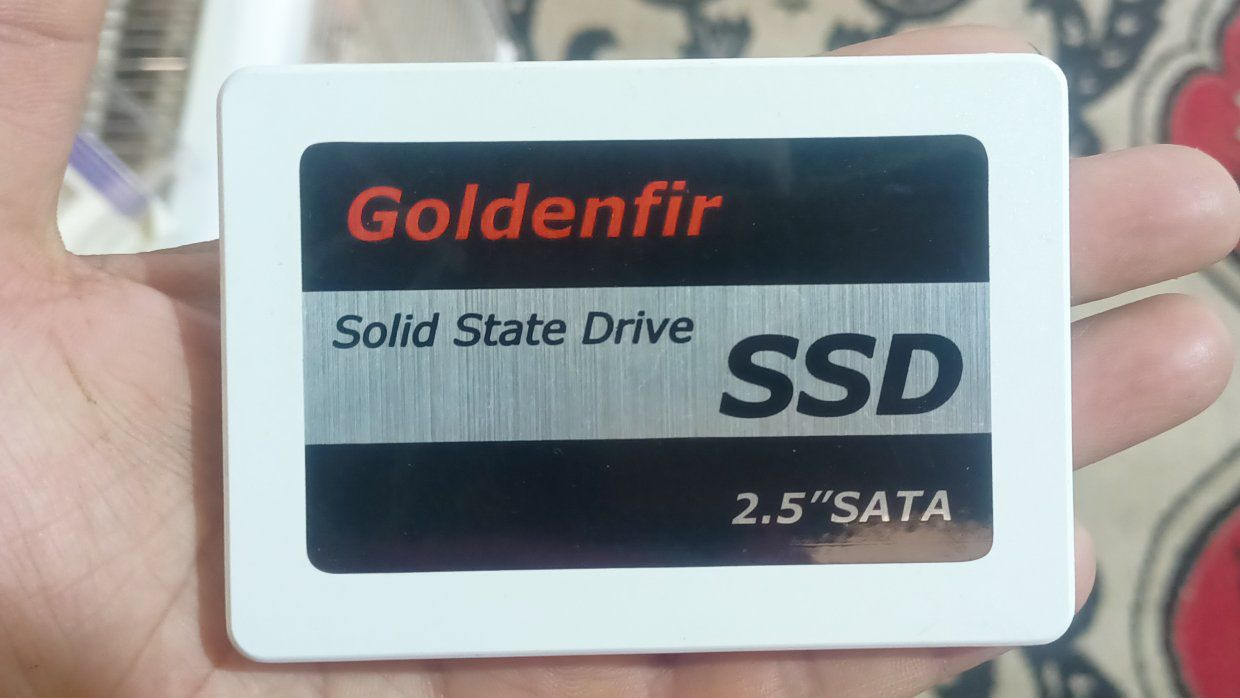 Goldenfir
Solid State Drive
SSD
2.5"SATA